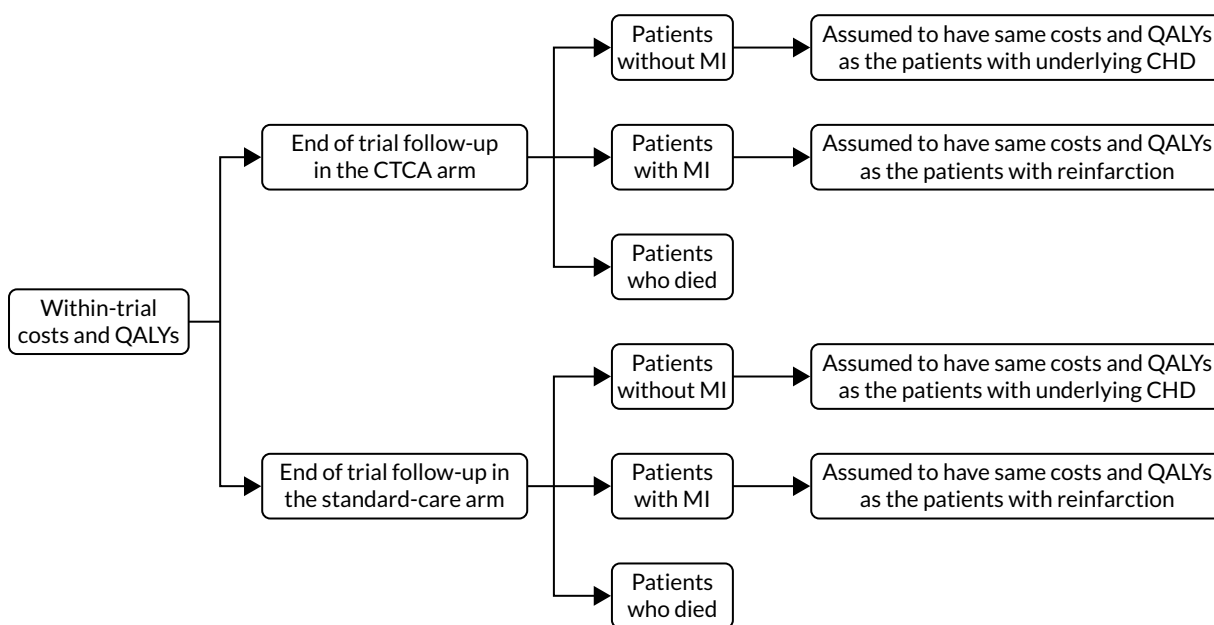 Within-trial
costs and QALYs
End of trial follow-up
in the CTCA arm
Patients
without MI
Assumed to have same costs and QALYs
as the patients with underlying CHD
Patients
with MI
Assumed to have same costs and QALYs
as the patients with reinfarction
Patients
who died
End of trial follow-up in
the standard-care arm
Patients
without MI
Assumed to have same costs and QALYs
as the patients with underlying CHD
Patients
with MI
Assumed to have same costs and QALYs
as the patients with reinfarction
Patients
who died